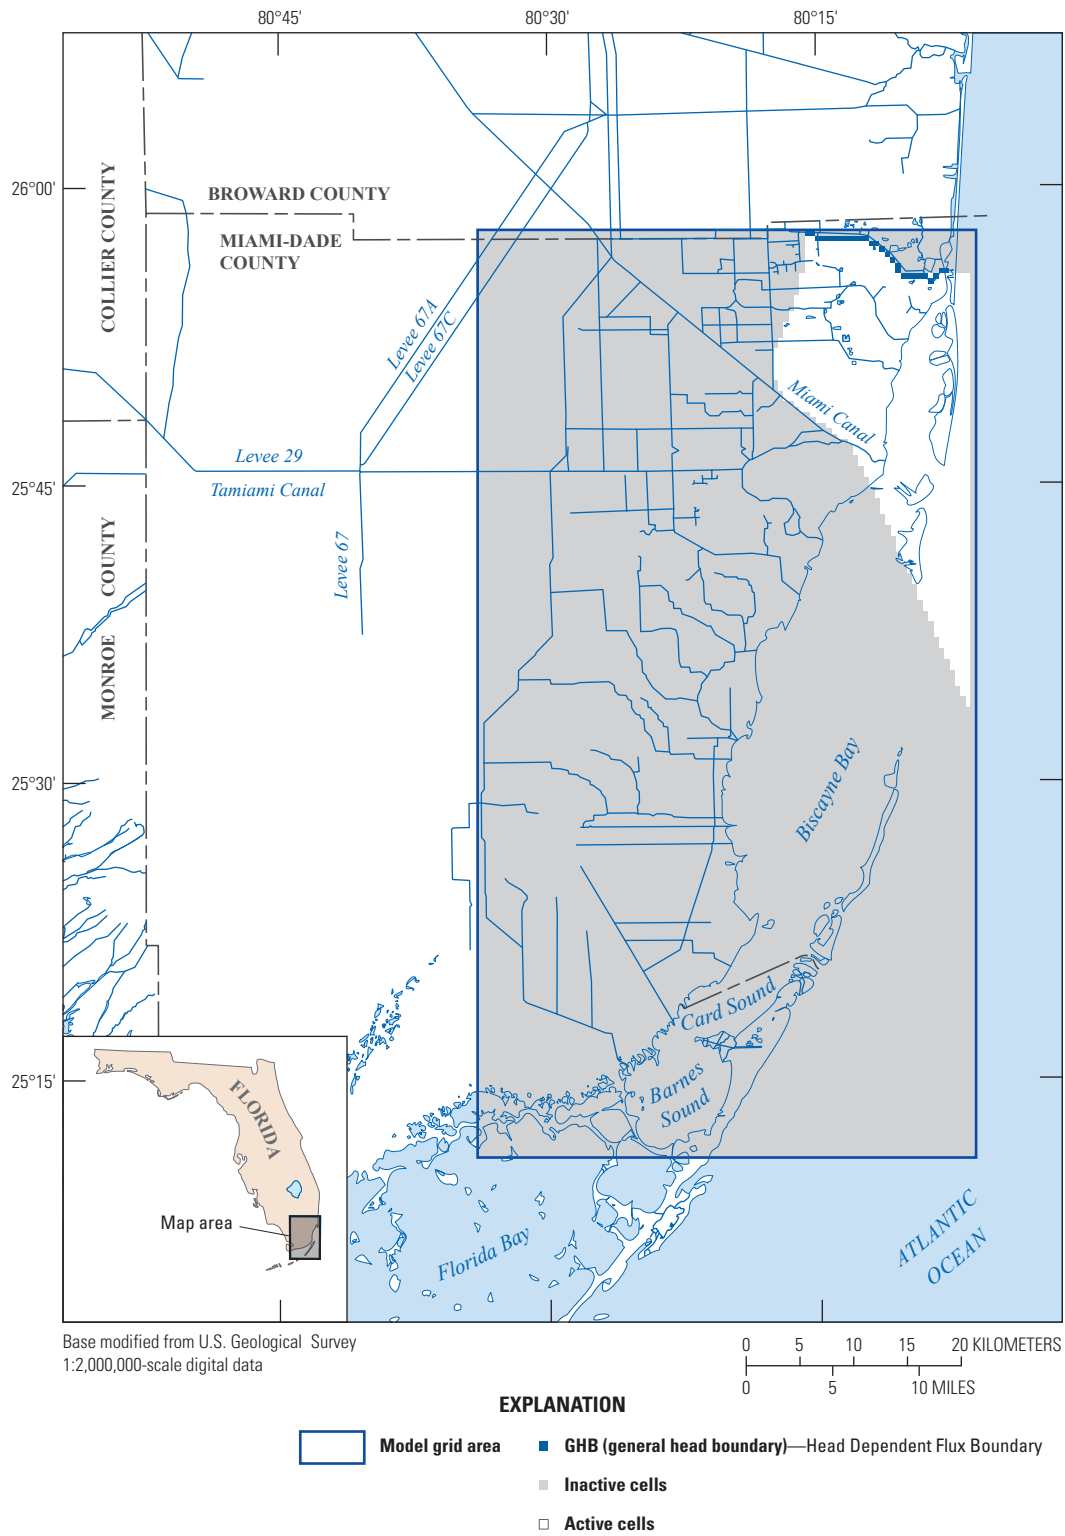 80°45' 80°30' 80°15'
26°00'
BROWARD COUNTY
MIAMI-DADE
COUNTY
COLLIER COUNTY
Levee 67A
Levee 67C
Miami Canal
Levee 29
Tamiami Canal
25°45'
Levee 67
MONROE COUNTY
25°30'
Biscayne Bay
Card Sound
25°15'
Barnes
Sound
FLORIDA
Map area
Florida Bay
ATLANTIC
OCEAN
Base modified from U.S. Geological Survey
1:2,000,000-scale digital data
0 5 10 15 20 KILOMETERS
0 5 10 MILES
EXPLANATION
Model grid area
GHB (general head boundary)—Head Dependent Flux Boundary
Inactive cells
Active cells